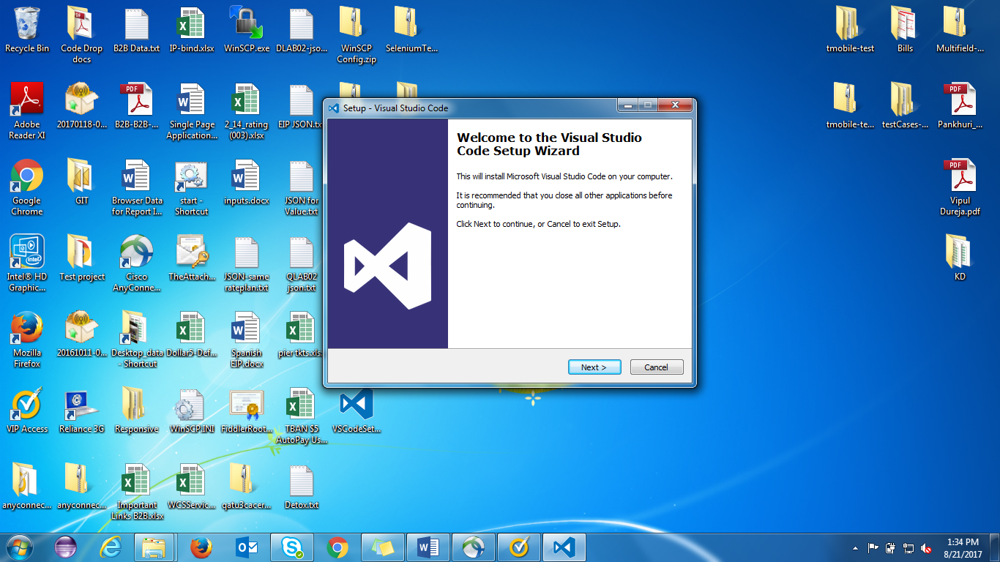 Recycle Bin
Code Drop
docs
B2B Data.txt
IP-bind.xlsx
WinSCP.exe
DLAB02-jso...
WinSCP
Config.zip
SeleniumTe...
tmobile-test
Bills
Multifield-...
Adobe
Reader XI
20170118-0...
PDF
B2B-B2B-...
Single Page
Application...
2_14_rating
(003).xlsx
EIP JSON.tx
tmobile-te...
testCases-...
PDF
Pankhuri_...
Google
Chrome
GIT
Browser Data
for Report I...
start -
Shortcut
inputs.docx
JSON for
Value.txt
PDF
Vipul
Dureja.pdf
Intel® HD
Graphic...
Test project
Cisco
AnyConne...
TheAttach...
JSON-same
rateplan.txt
QLAB02
json.txt
KD
Mozilla
Firefox
20161011-0...
Desktop_data
- Shortcut
Dollar5-Def...
Spanish
EIP.docx
pier tkts.xls
VIP Access
Reliance 3G
Responsive
WinSCP.INI
FiddlerRoot...
TBAN $5
AutoPay Us...
VSCodeSet...
anyconnec...
anyconnec...
Important
Links B2B.xlsx
WCSServic...
qatu3cacer...
Detox.txt
Setup - Visual Studio Code
Welcome to the Visual Studio
Code Setup Wizard
This will install Microsoft Visual Studio Code on your computer.
It is recommended that you close all other applications before
continuing.
Click Next to continue, or Cancel to exit Setup.
Next >
Cancel
1:34 PM
8/21/2017